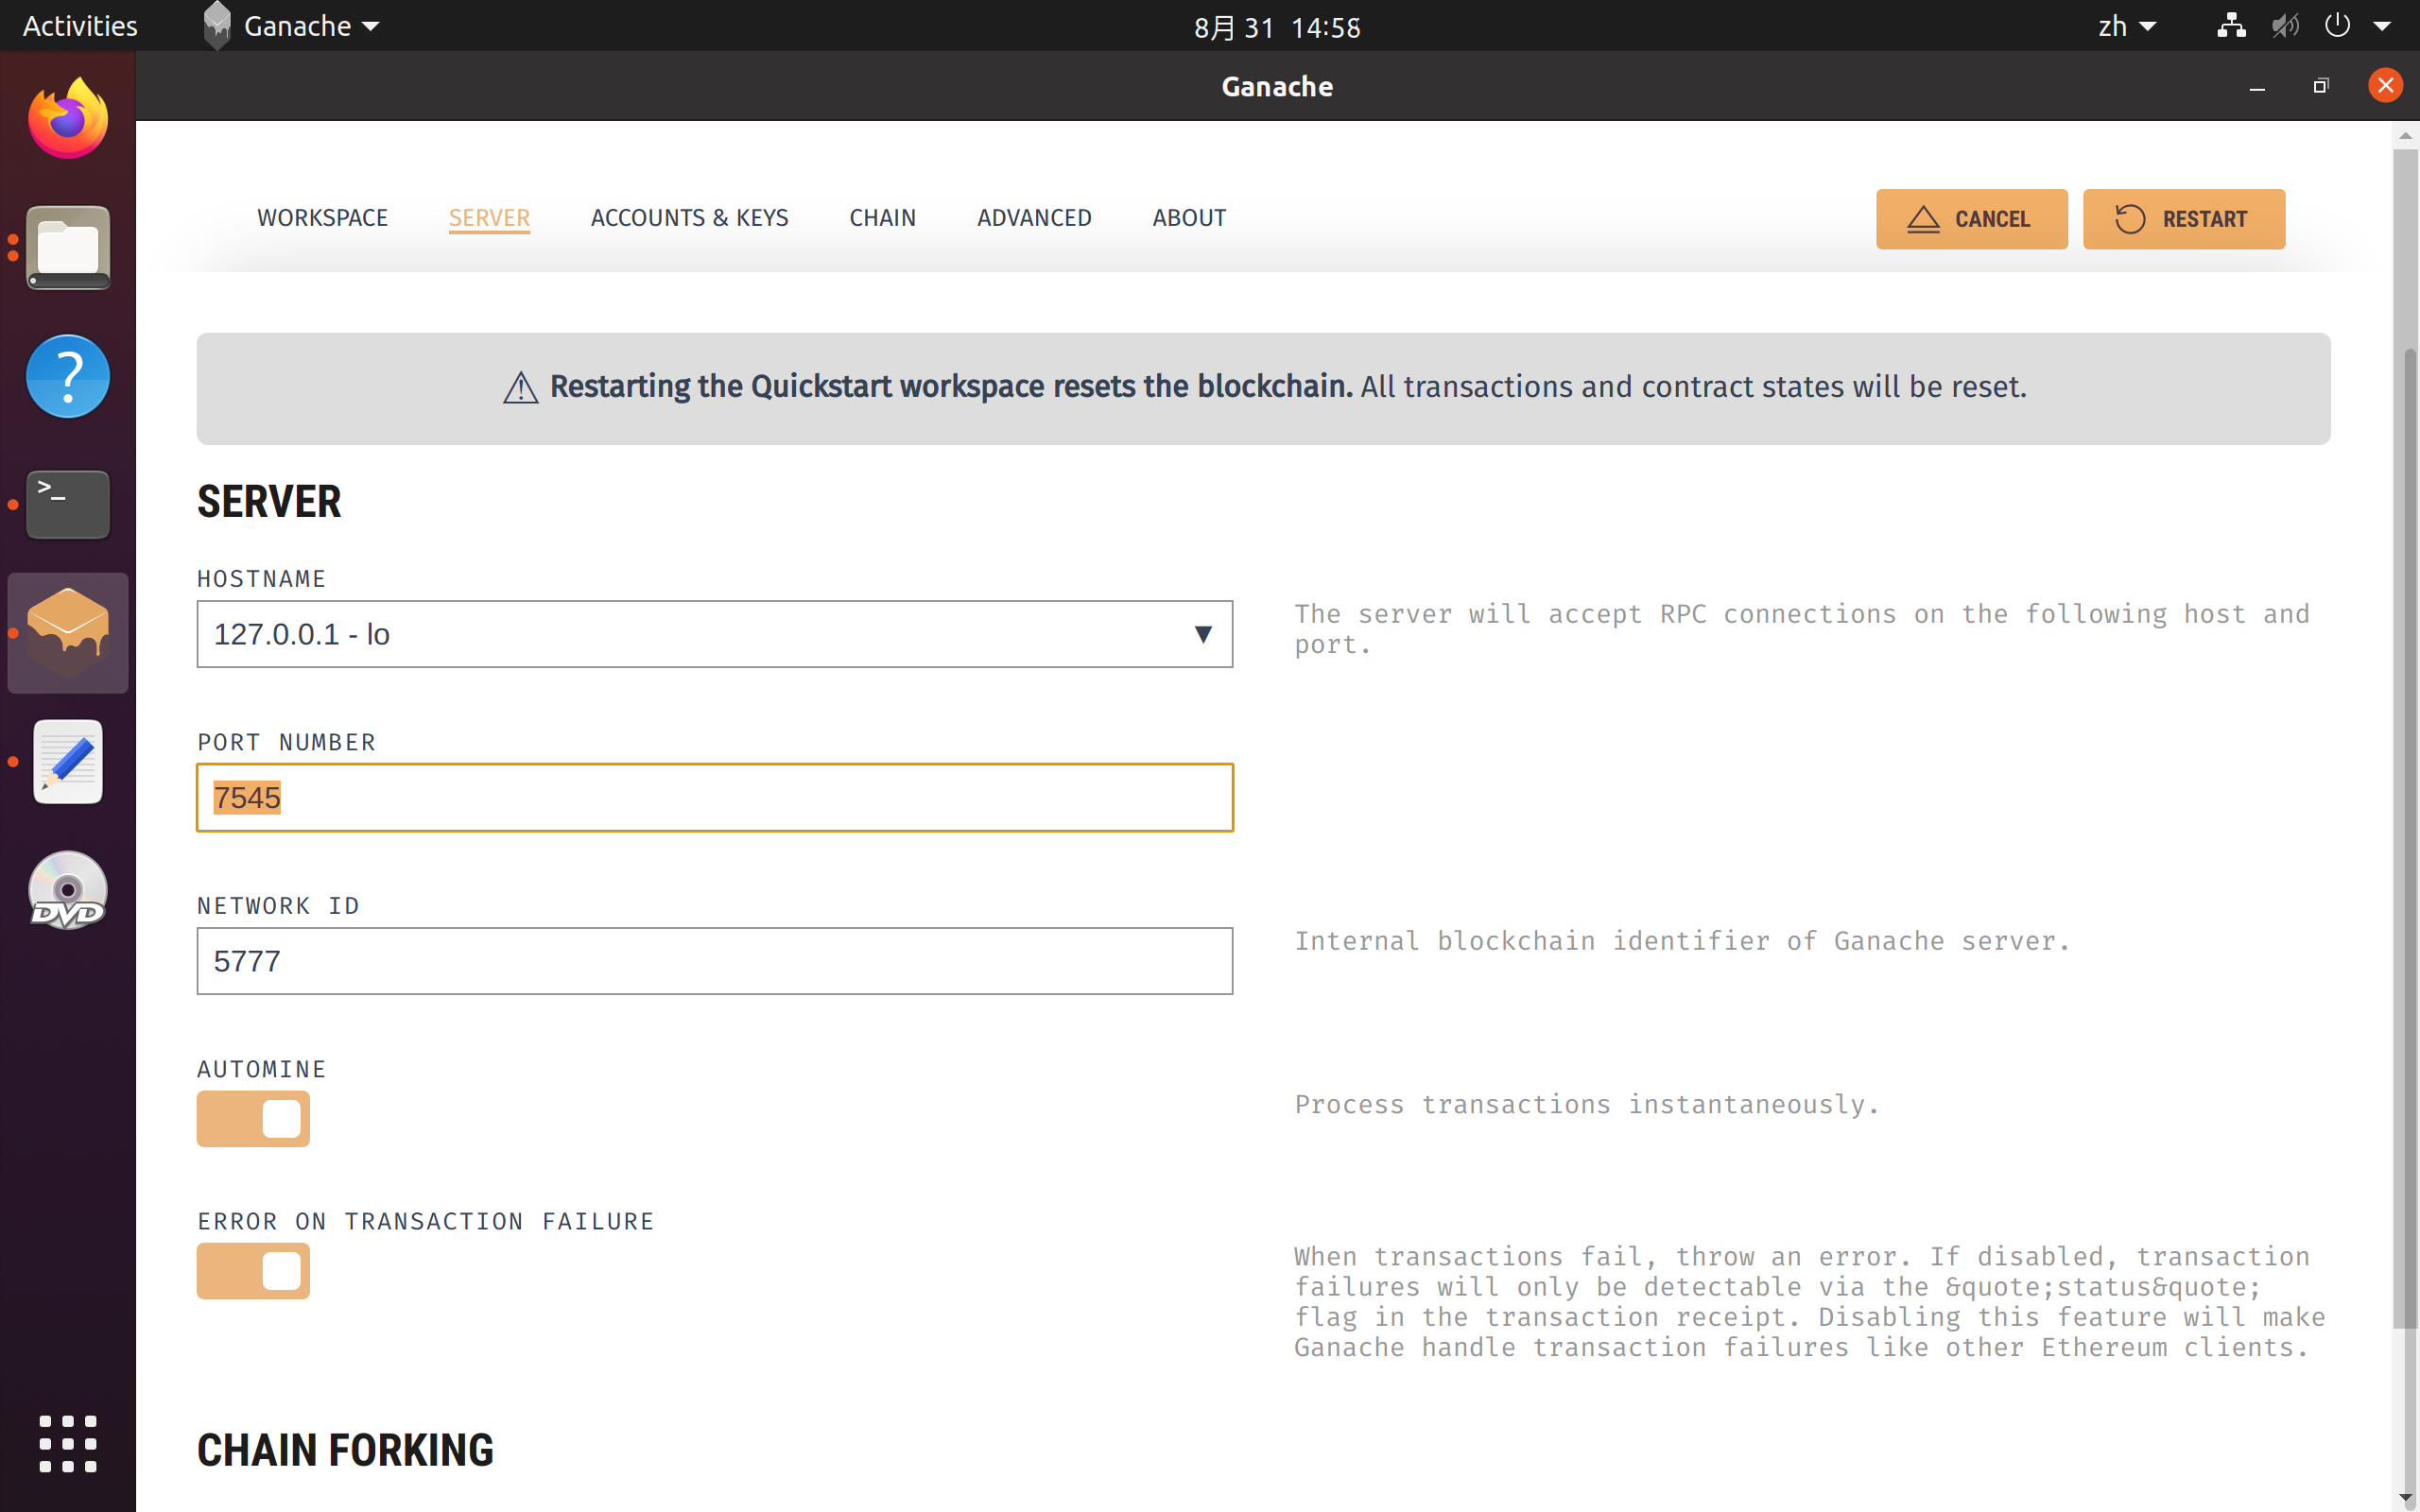 Activities
Ganache
8月 31 14:58
zh
Ganache
WORKSPACE
SERVER
ACCOUNTS & KEYS
CHAIN
ADVANCED
ABOUT
CANCEL
RESTART
Restarting the Quickstart workspace resets the blockchain. All transactions and contract states will be reset.
SERVER
HOSTNAME
127.0.0.1 - lo
The server will accept RPC connections on the following host and
port.
PORT NUMBER
7545
NETWORK ID
5777
Internal blockchain identifier of Ganache server.
AUTOMINE
Process transactions instantaneously.
ERROR ON TRANSACTION FAILURE
When transactions fail, throw an error. If disabled, transaction
failures will only be detectable via the &quote;status&quote;
flag in the transaction receipt. Disabling this feature will make
Ganache handle transaction failures like other Ethereum clients.
CHAIN FORKING
?
>_
DVD